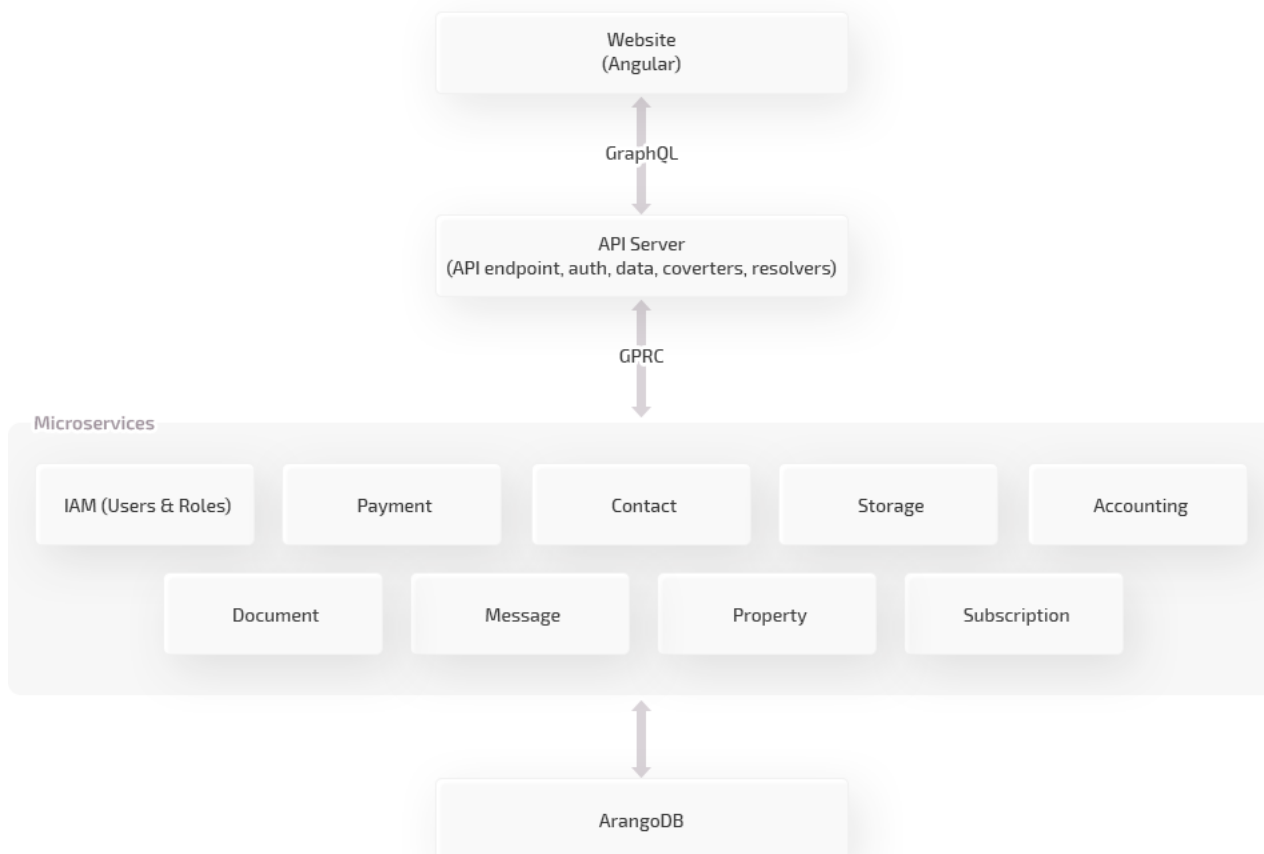 Website
(Angular)
GraphQL
API Server
(API endpoint, auth, data, coverters, resolvers)
GPRC
Microservices
IAM (Users & Roles)
Payment
Contact
Storage
Accounting
Document
Message
Property
Subscription
ArangoDB